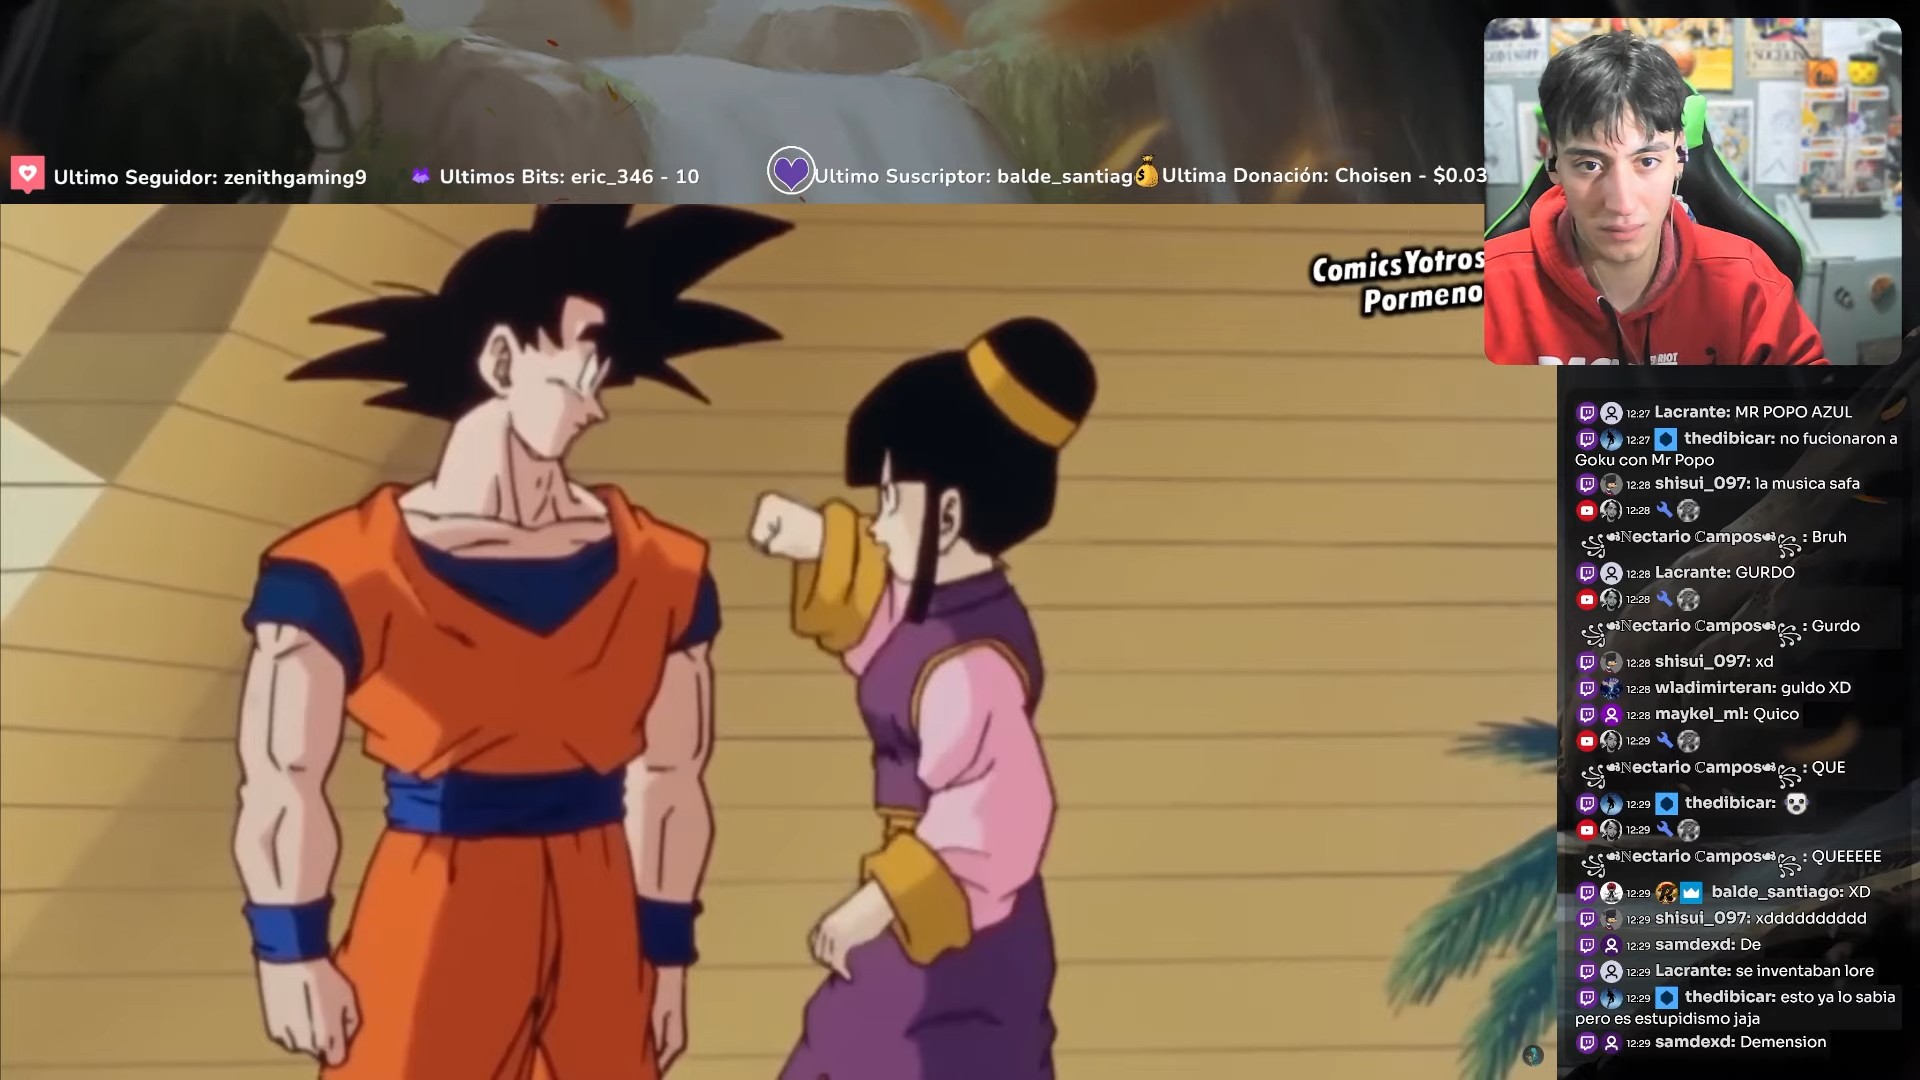 Ultimo Seguidor: zenithgaming9
Ultimos Bits: eric_346 - 10
Ultimo Suscriptor: balde_santiag
Ultima Donación: Choisen - $0.03
ComicsYotros
Pormeno
12:27 Lacrante: MR POPO AZUL
12:27 thedibicar: no fucionaron a
Goku con Mr Popo
12:28 shisui_097: la musica safa
12:28
ℕectario ℂampos : Bruh
12:28 Lacrante: GURDO
12:28
ℕectario ℂampos : Gurdo
12:28 shisui_097: xd
12:28 wladimirteran: guldo XD
12:28 maykel_ml: Quico
12:29
ℕectario ℂampos : QUE
12:29 thedibicar:
12:29
ℕectario ℂampos : QUEEEEE
12:29 balde_santiago: XD
12:29 shisui_097: xdddddddddd
12:29 samdexd: De
12:29 Lacrante: se inventaban lore
12:29 thedibicar: esto ya lo sabia
pero es estupidismo jaja
12:29 samdexd: Demension